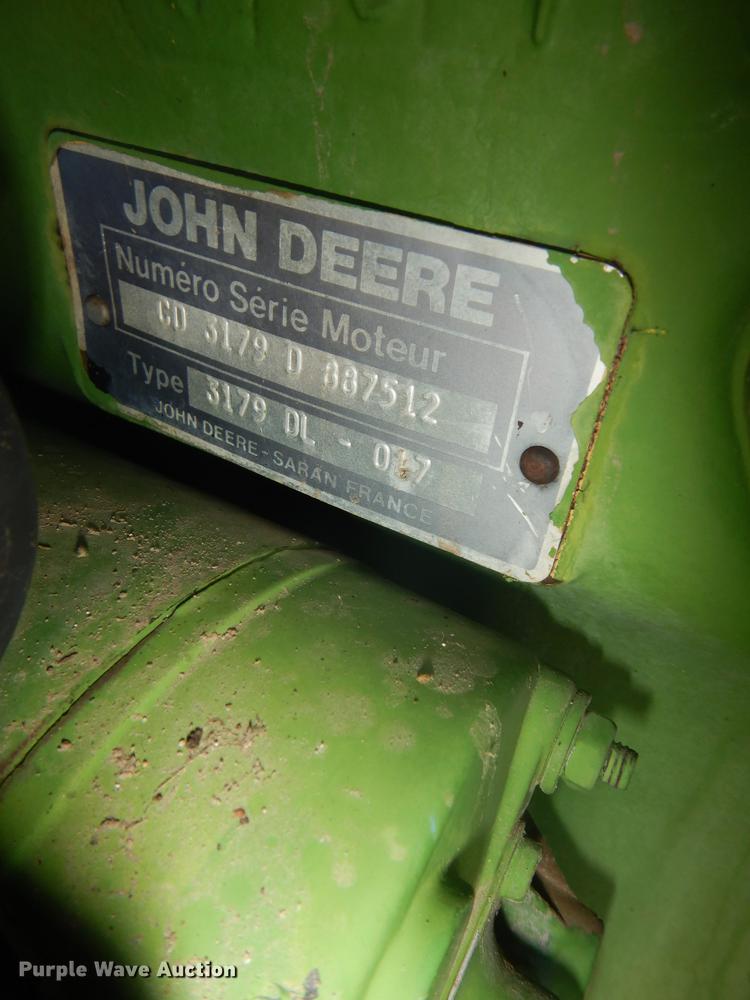 JOHN DEERE
Numéro Série Moteur
CD 3179 D 887512
Type 3179 DL - 017
JOHN DEERE - SARAN FRANCE
Purple Wave Auction